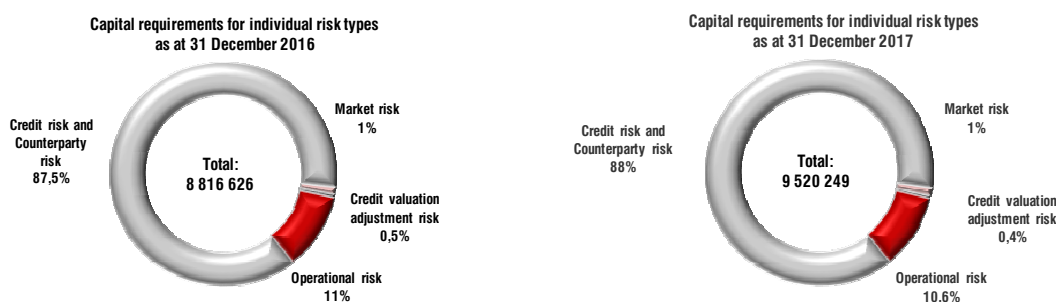 Capital requirements for individual risk types
as at 31 December 2016
Credit risk and
Counterparty
risk
87,5%
Market risk
1%
Total:
8 816 626
Credit valuation
adjustment risk
0,5%
Operational risk
11%
Capital requirements for individual risk types
as at 31 December 2017
Credit risk and
Counterparty risk
88%
Market risk
1%
Total:
9 520 249
Credit valuation
adjustment risk
0,4%
Operational risk
10,6%